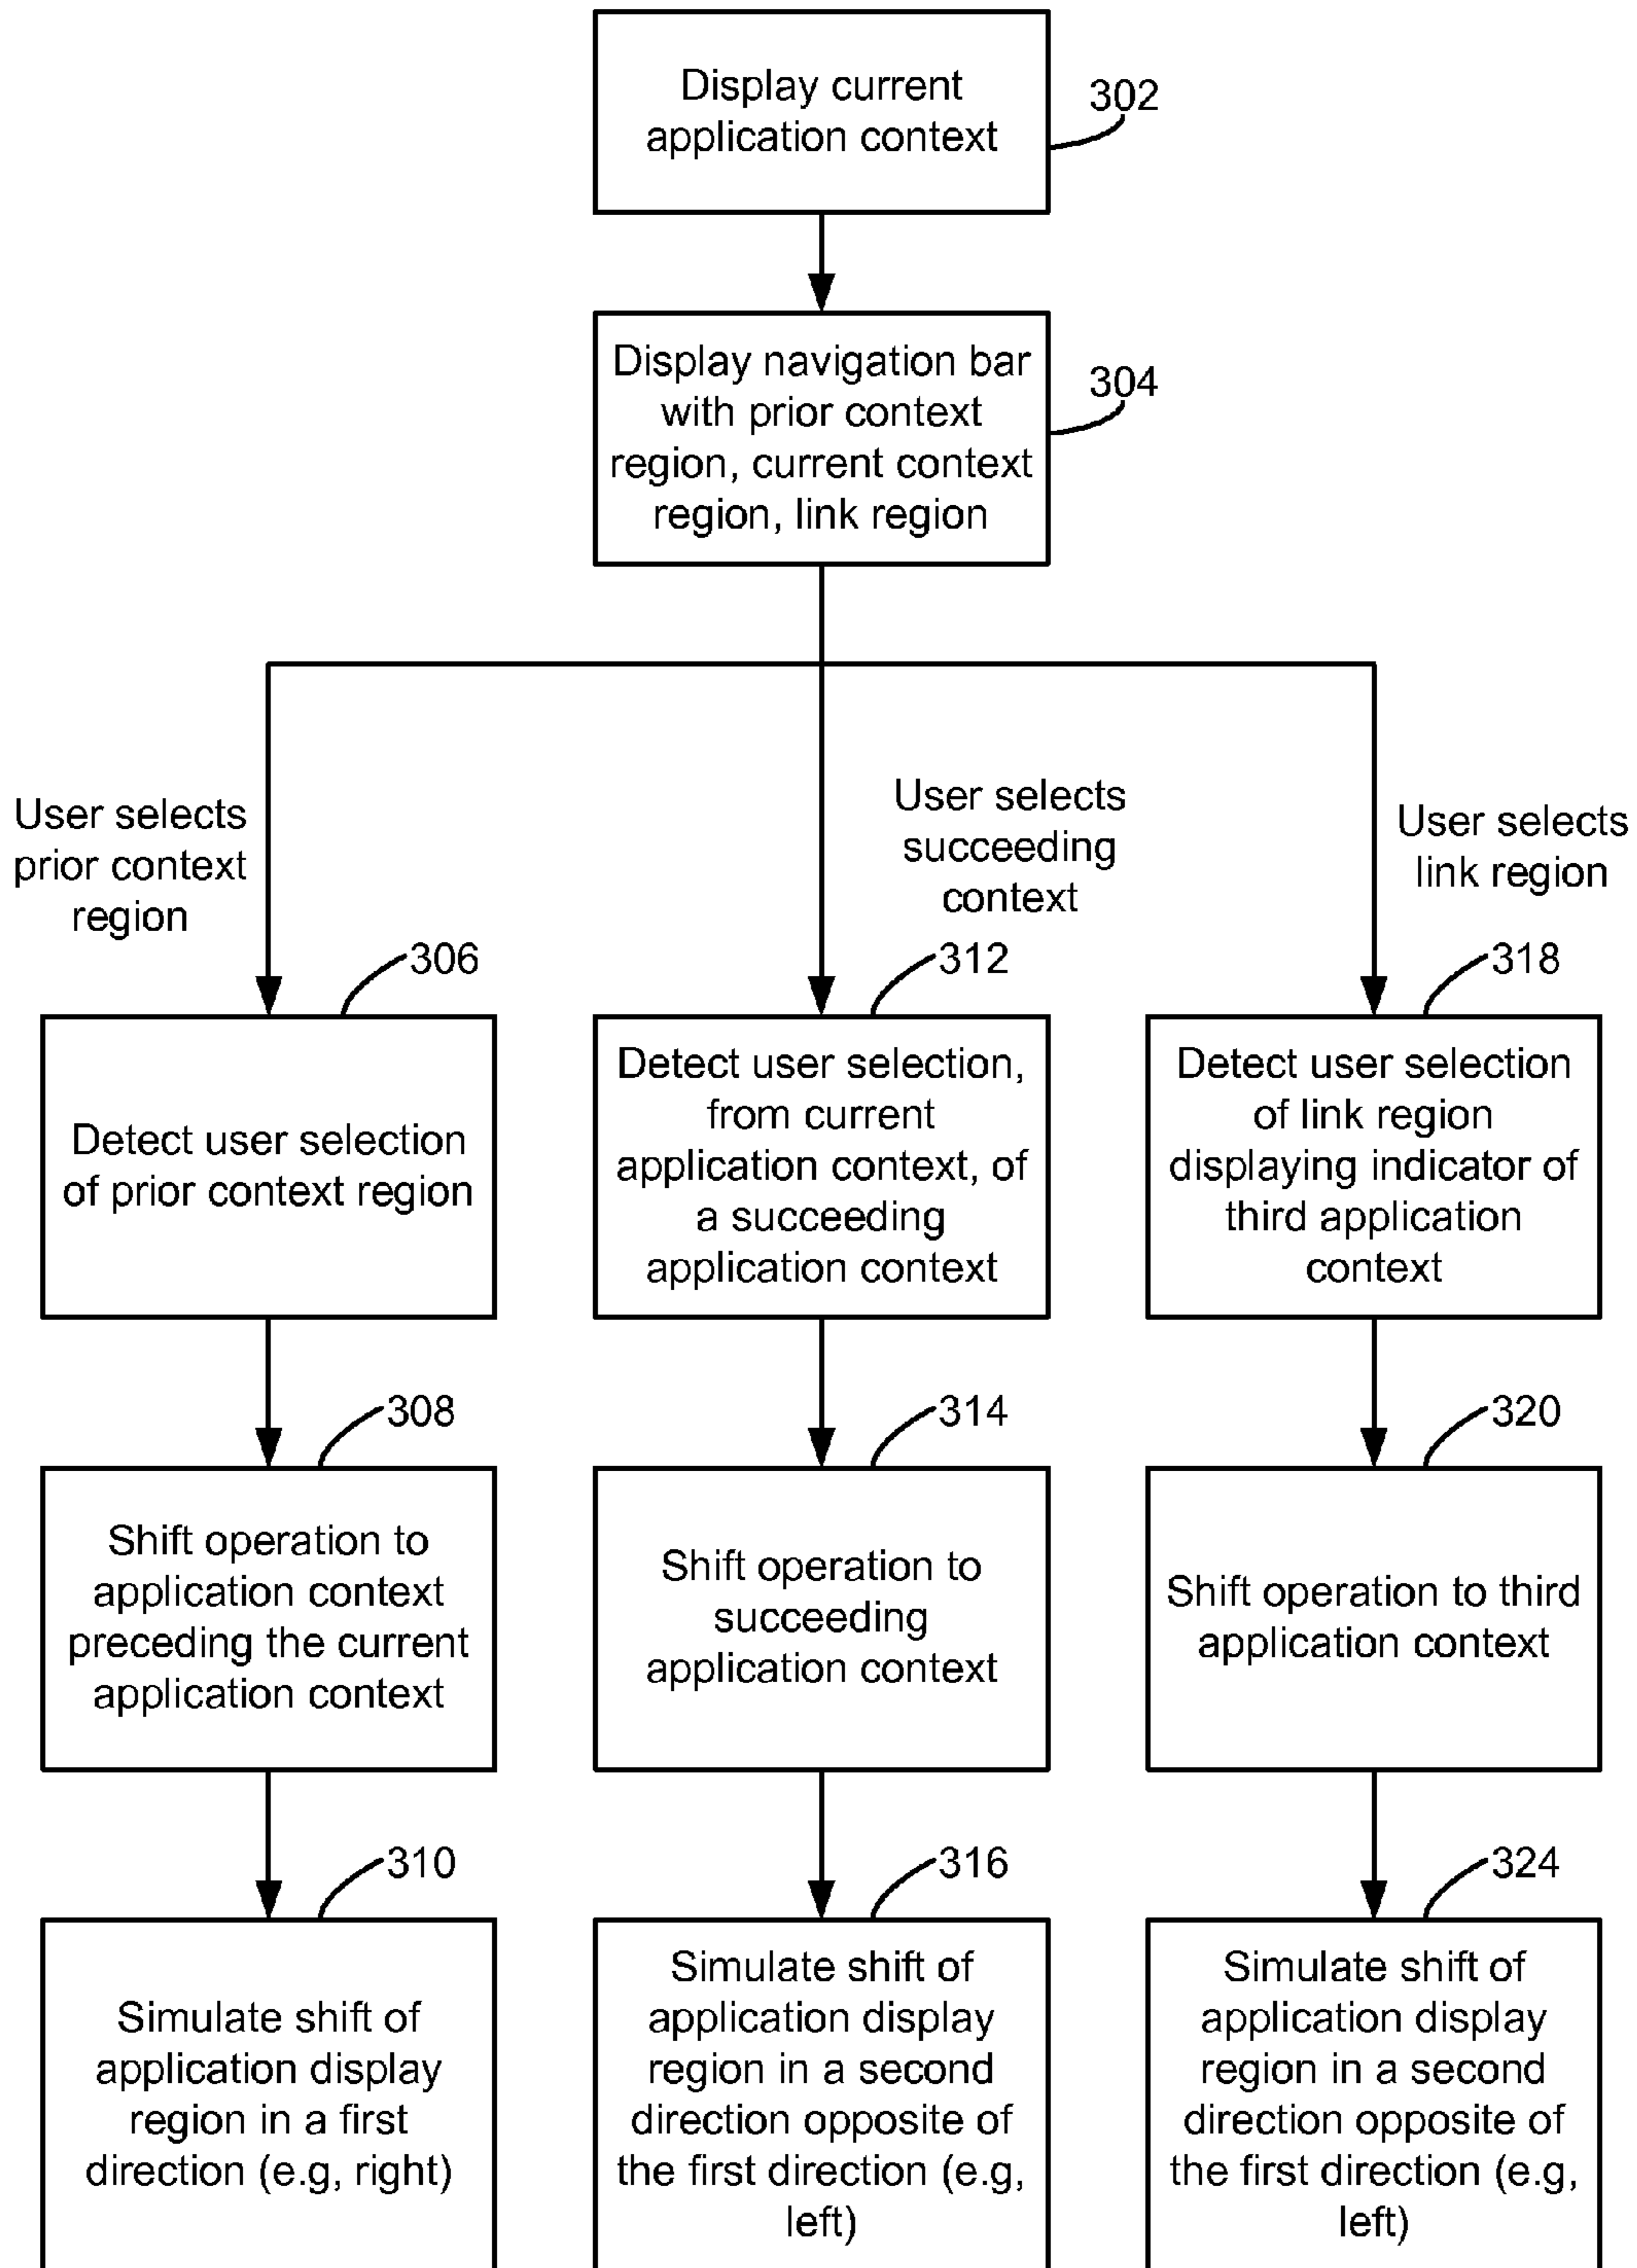 Display current
application context
302
Display navigation bar
with prior context
region, current context
region, link region
304
User selects
prior context
region
User selects
succeeding
context
User selects
link region
306
Detect user selection
of prior context region
312
Detect user selection,
from current
application context, of
a succeeding
application context
318
Detect user selection
of link region
displaying indicator of
third application
context
308
Shift operation to
application context
preceding the current
application context
314
Shift operation to
succeeding
application context
320
Shift operation to third
application context
310
Simulate shift of
application display
region in a first
direction (e.g, right)
316
Simulate shift of
application display
region in a second
direction opposite of
the first direction (e.g,
left)
324
Simulate shift of
application display
region in a second
direction opposite of
the first direction (e.g,
left)